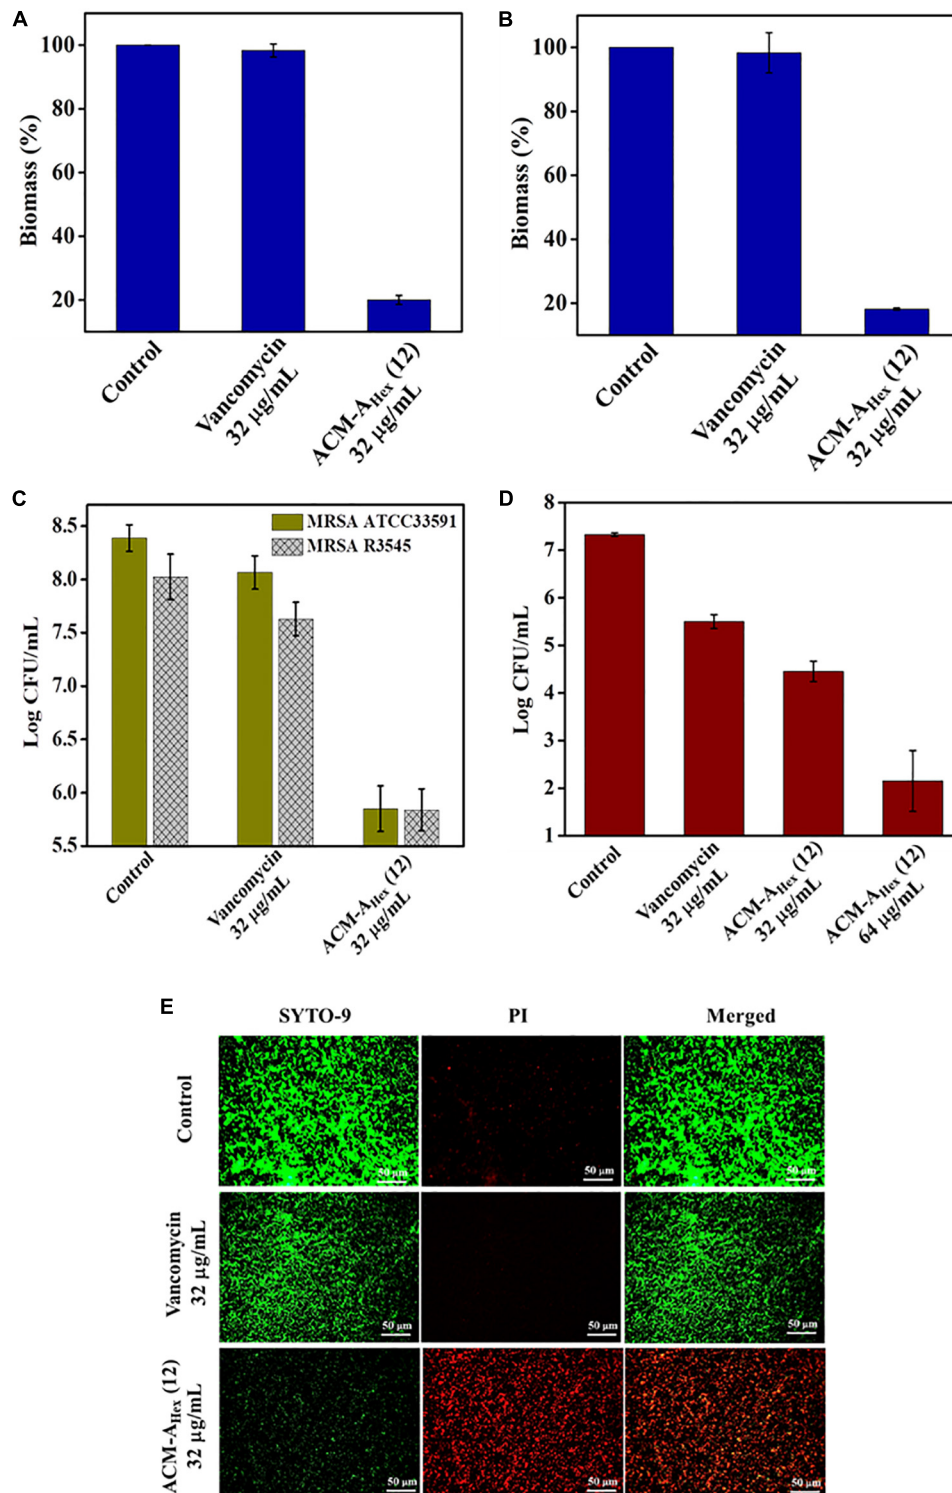 A
Biomass (%)
100
80
60
40
20
Control
Vancomycin
32 µg/mL
ACM-AHex (12)
32 µg/mL
B
Biomass (%)
100
80
60
40
20
Control
Vancomycin
32 µg/mL
ACM-AHex (12)
32 µg/mL
C
Log CFU/mL
8.5
8.0
7.5
7.0
6.5
6.0
5.5
MRSA ATCC33591
MRSA R3545
Control
Vancomycin
32 µg/mL
ACM-AHex (12)
32 µg/mL
D
Log CFU/mL
8
7
6
5
4
3
2
1
Control
Vancomycin
32 µg/mL
ACM-AHex (12)
32 µg/mL
ACM-AHex (12)
64 µg/mL
E
SYTO-9
PI
Merged
Control
50 µm
50 µm
50 µm
Vancomycin
32 µg/mL
50 µm
50 µm
50 µm
ACM-AHex (12)
32 µg/mL
50 µm
50 µm
50 µm